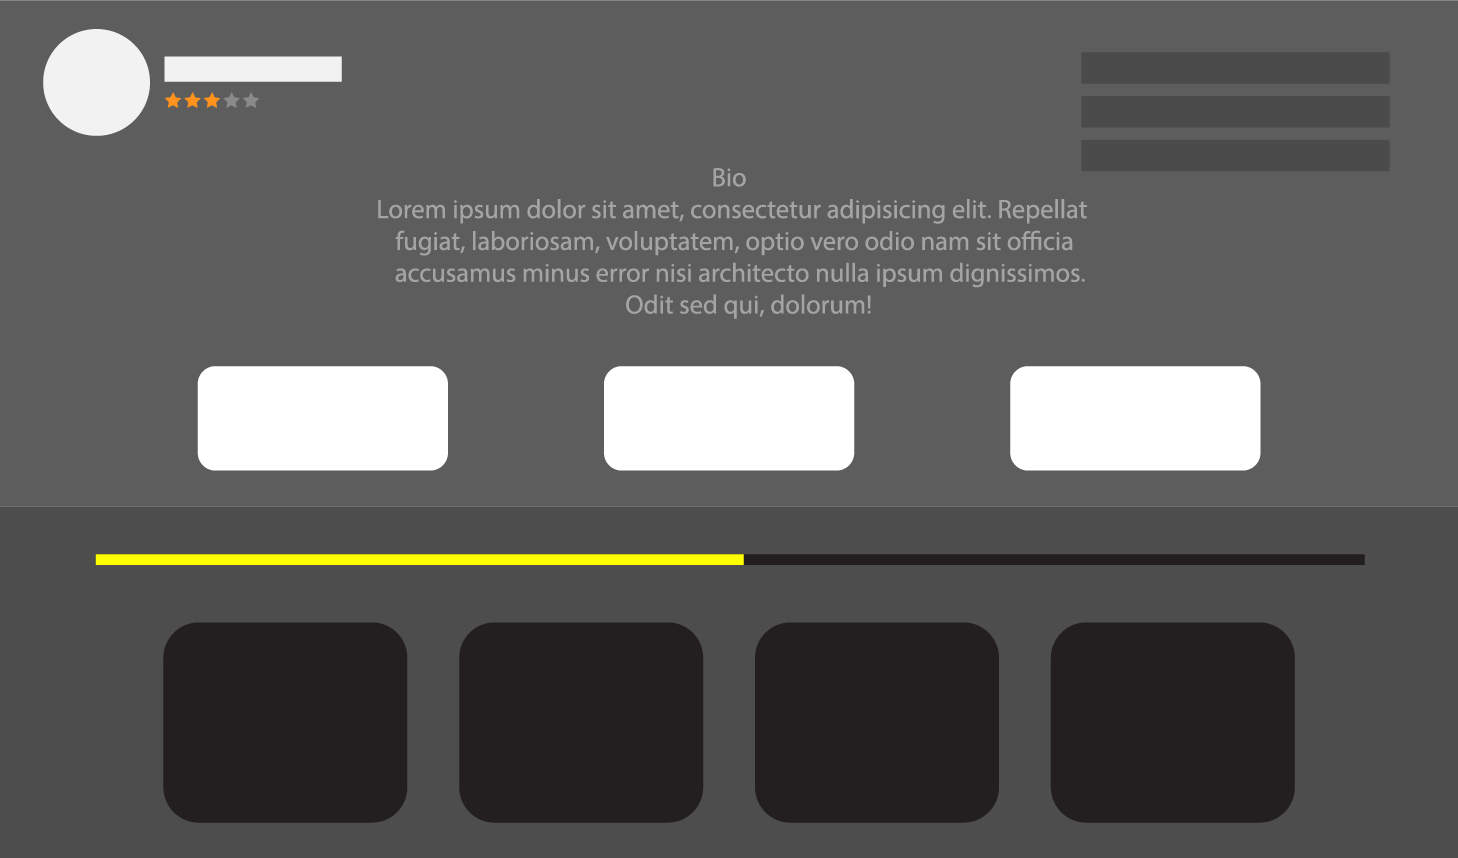 Bio
Lorem ipsum dolor sit amet, consectetur adipisicing elit. Repellat
fugiat, laboriosam, voluptatem, optio vero odio nam sit officia
accusamus minus error nisi architecto nulla ipsum dignissimos.
Odit sed qui, dolorum!